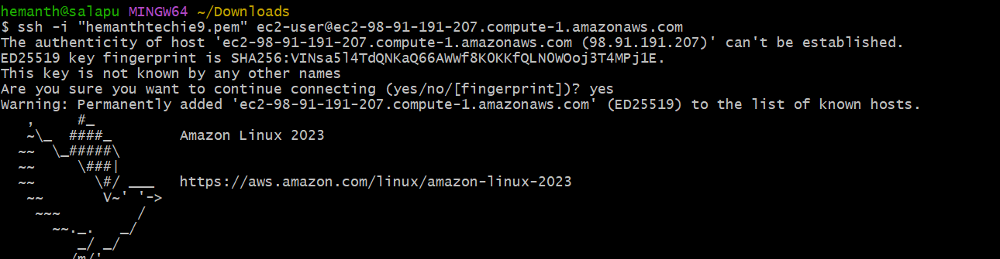 hemanth@salapu MINGW64 ~/Downloads
$ ssh -i "hemanthtechie9.pem" ec2-user@ec2-98-91-191-207.compute-1.amazonaws.com
The authenticity of host 'ec2-98-91-191-207.compute-1.amazonaws.com (98.91.191.207)' can't be established.
ED25519 key fingerprint is SHA256:VINsa5l4TdQNKaQ66AWWf8K0KKfQLN0WOoj3T4MPj1E.
This key is not known by any other names
Are you sure you want to continue connecting (yes/no/[fingerprint])? yes
Warning: Permanently added 'ec2-98-91-191-207.compute-1.amazonaws.com' (ED25519) to the list of known hosts.
   ,     #_
   ~\_  ####_        Amazon Linux 2023
  ~~  \_#####\
  ~~     \###|
  ~~       \#/ ___   https://aws.amazon.com/linux/amazon-linux-2023
   ~~       V~' '->
    ~~~         /
      ~~._.   _/
         _/ _/
       _/m/'